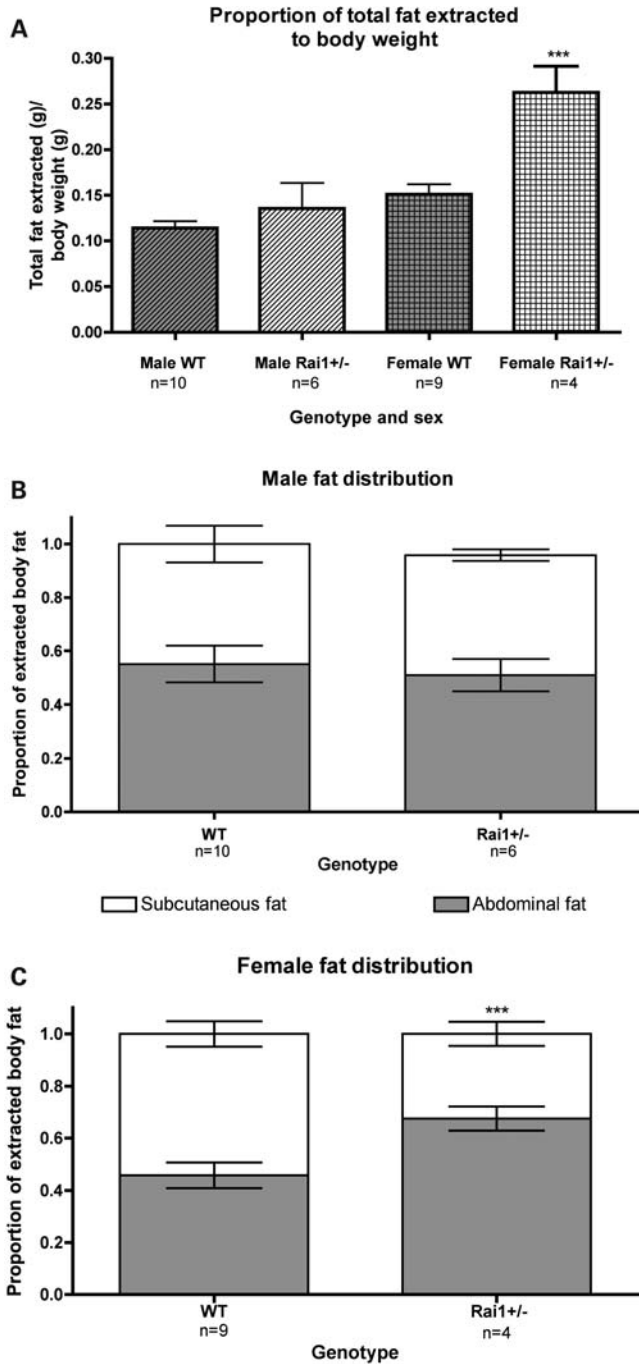 A
Proportion of total fat extracted
to body weight
Total fat extracted (g)/
body weight (g)
0.30
0.25
0.20
0.15
0.10
0.05
0.00
***
Male WT
n=10
Male Rai1+/-
n=6
Female WT
n=9
Female Rai1+/-
n=4
Genotype and sex
B
Male fat distribution
Proportion of extracted body fat
1.0
0.8
0.6
0.4
0.2
0.0
WT
n=10
Rai1+/-
n=6
Genotype
Subcutaneous fat
Abdominal fat
C
Female fat distribution
Proportion of extracted body fat
***
1.0
0.8
0.6
0.4
0.2
0.0
WT
n=9
Rai1+/-
n=4
Genotype